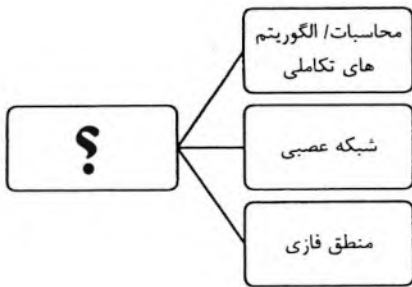 محاسبات/ الگوریتم
های تکاملی
؟
شبکه عصبی
منطق فازی